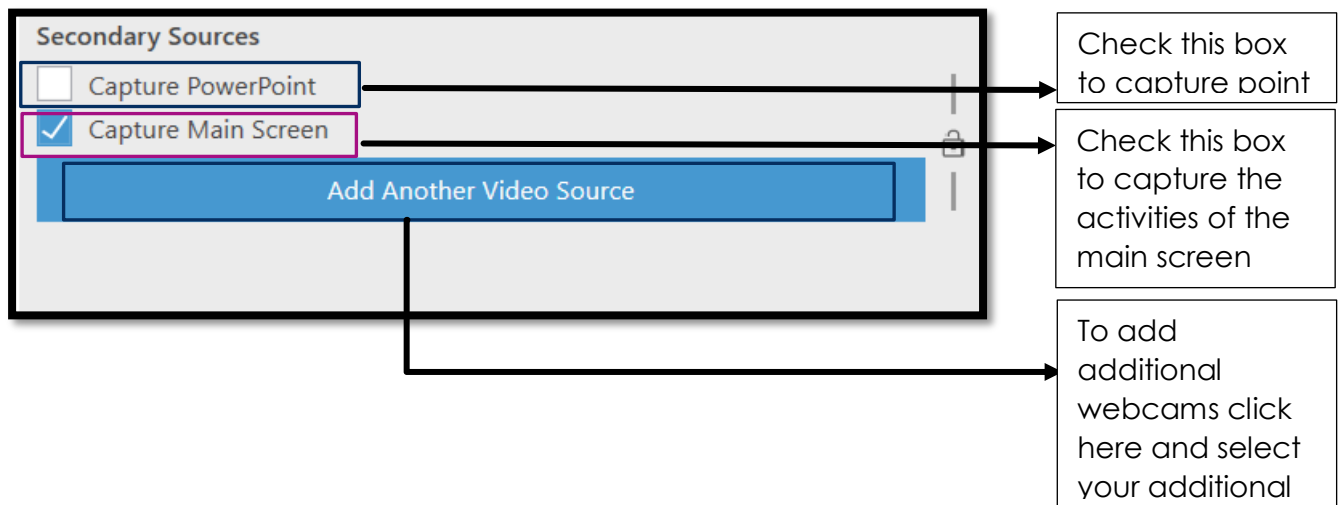 Secondary Sources
Capture PowerPoint
Capture Main Screen
Add Another Video Source
Check this box
to capture point
Check this box
to capture the
activities of the
main screen
To add
additional
webcams click
here and select
your additional